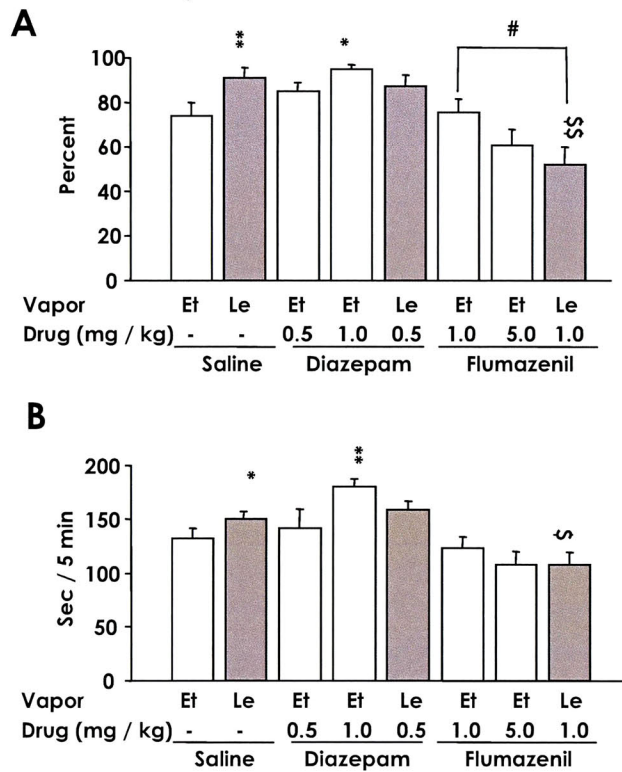 A
**
*
#
$$
100
80
60
40
20
0
Percent
Vapor Et Le Et Et Le Et Et Le
Drug (mg / kg) - - 0.5 1.0 0.5 1.0 5.0 1.0
Saline Diazepam Flumazenil
B
**
*
$
200
150
100
50
0
Sec / 5 min
Vapor Et Le Et Et Le Et Et Le
Drug (mg / kg) - - 0.5 1.0 0.5 1.0 5.0 1.0
Saline Diazepam Flumazenil